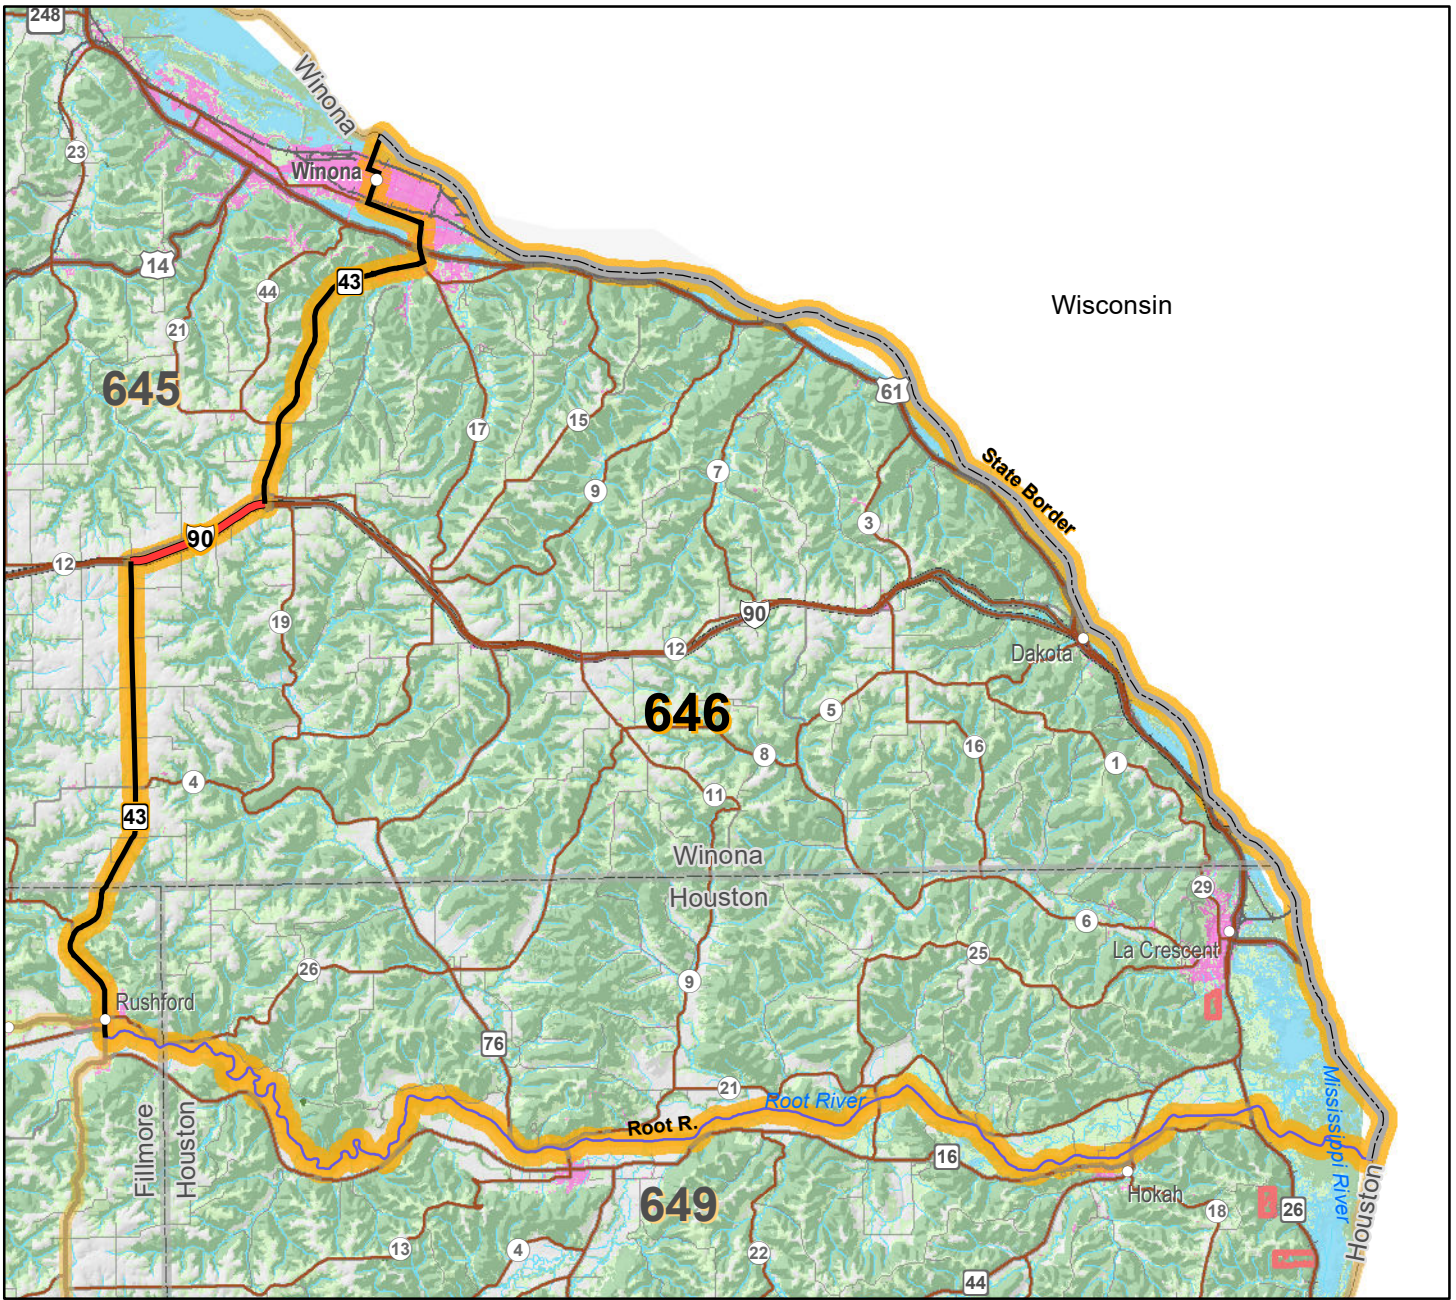 248
Winona
23
Winona
14
43
44
21
Wisconsin
645
61
15
17
7
9
State Border
3
90
12
90
19
12
Dakota
646
5
16
8
1
4
11
43
Winona
Houston
29
6
La Crescent
25
26
9
Rushford
76
21
Root River
Mississippi River
Root R.
Fillmore
Houston
16
Hokah
649
18
26
Houston
13
4
22
44